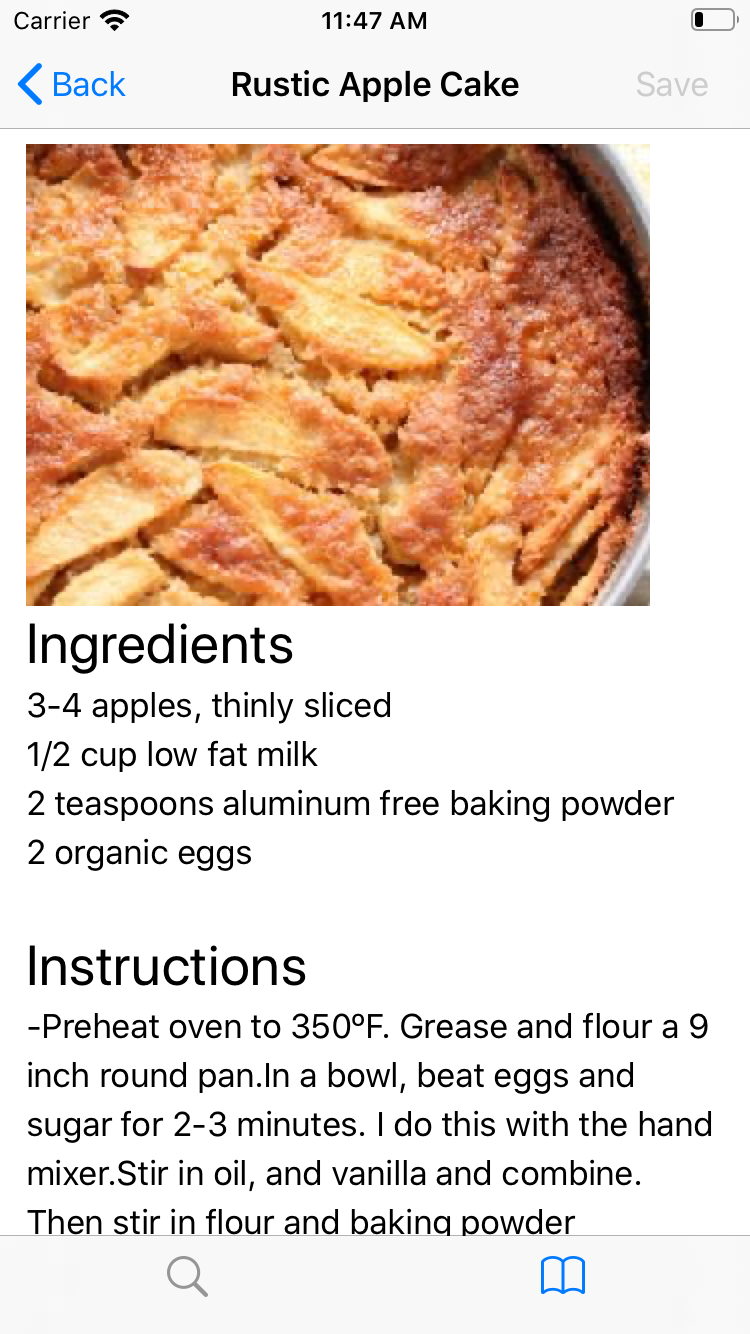 Carrier 11:47 AM
Back Rustic Apple Cake Save
Ingredients
3-4 apples, thinly sliced
1/2 cup low fat milk
2 teaspoons aluminum free baking powder
2 organic eggs
Instructions
-Preheat oven to 350ºF. Grease and flour a 9
inch round pan.In a bowl, beat eggs and
sugar for 2-3 minutes. I do this with the hand
mixer.Stir in oil, and vanilla and combine.
Then stir in flour and baking powder